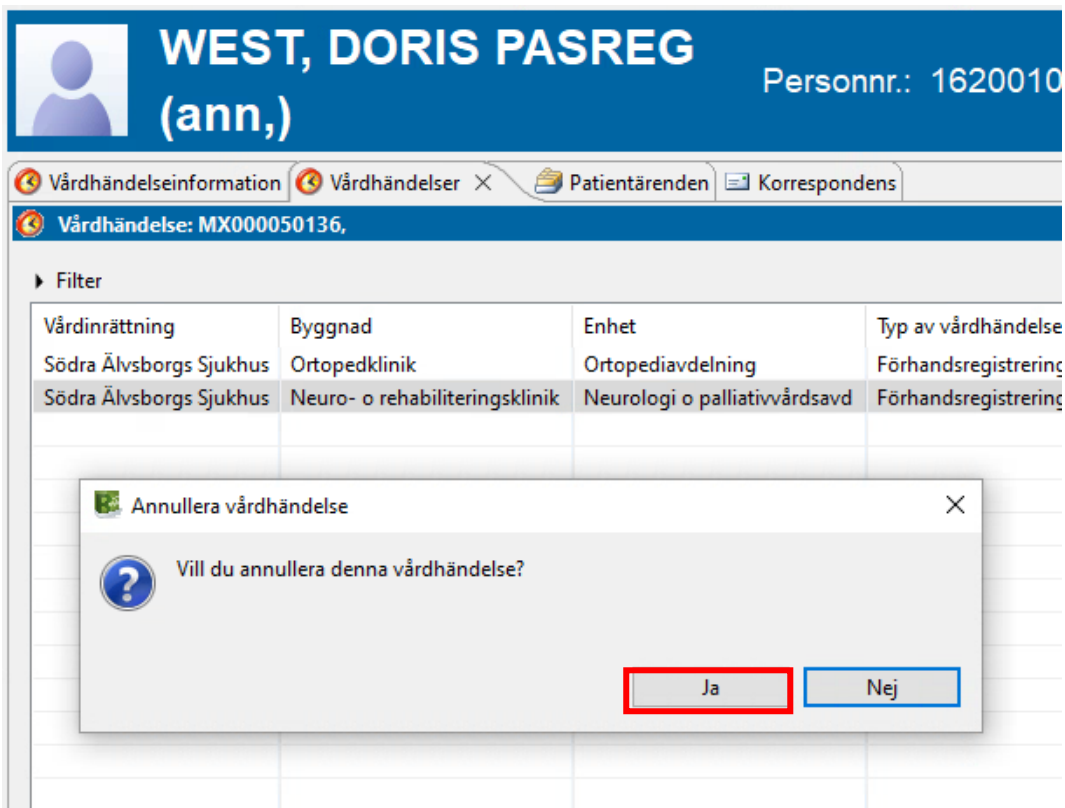 WEST, DORIS PASREG
(ann,)
Personnr.: 1620010
Vårdhändelseinformation Vårdhändelser Patientärenden Korrespondens
Vårdhändelse: MX000050136,
Filter
Vårdinrättning Byggnad Enhet Typ av vårdhändelse
Södra Älvsborgs Sjukhus Ortopedklinik Ortopediavdelning Förhandsregistrering
Södra Älvsborgs Sjukhus Neuro- o rehabiliteringsklinik Neurologi o palliativvårdsavd Förhandsregistrering
Annullera vårdhändelse
Vill du annullera denna vårdhändelse?
Ja Nej